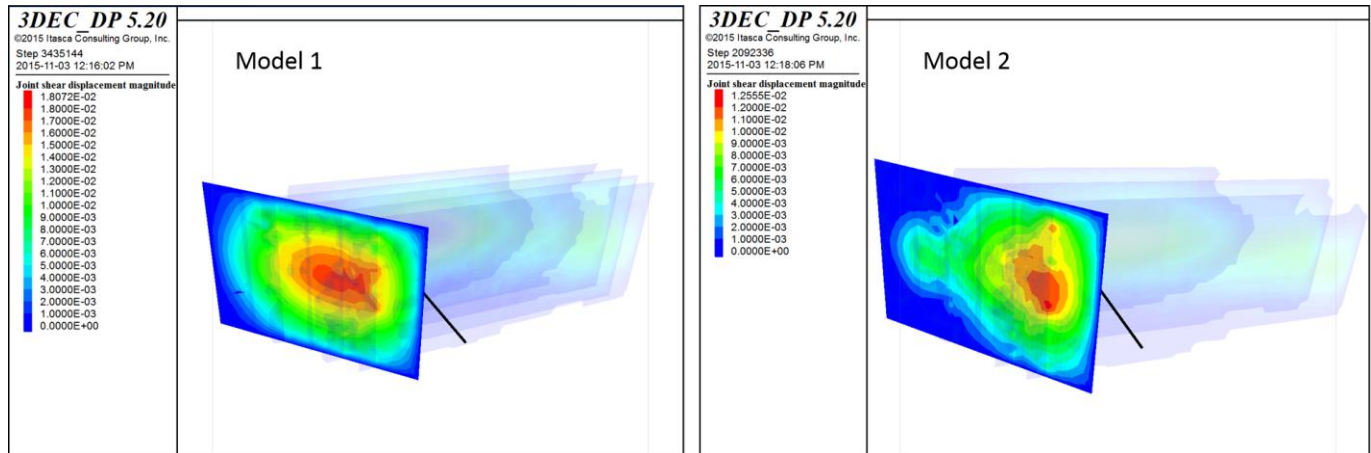 3DEC_DP 5.20
©2015 Itasca Consulting Group, Inc.
Step 3435144
2015-11-03 12:16:02 PM
Joint shear displacement magnitude
1.8072E-02
1.8000E-02
1.7000E-02
1.6000E-02
1.5000E-02
1.4000E-02
1.3000E-02
1.2000E-02
1.1000E-02
1.0000E-02
9.0000E-03
8.0000E-03
7.0000E-03
6.0000E-03
5.0000E-03
4.0000E-03
3.0000E-03
2.0000E-03
1.0000E-03
0.0000E+00
Model 1
3DEC_DP 5.20
©2015 Itasca Consulting Group, Inc.
Step 2092336
2015-11-03 12:18:06 PM
Joint shear displacement magnitude
1.2555E-02
1.2000E-02
1.1000E-02
1.0000E-02
9.0000E-03
8.0000E-03
7.0000E-03
6.0000E-03
5.0000E-03
4.0000E-03
3.0000E-03
2.0000E-03
1.0000E-03
0.0000E+00
Model 2